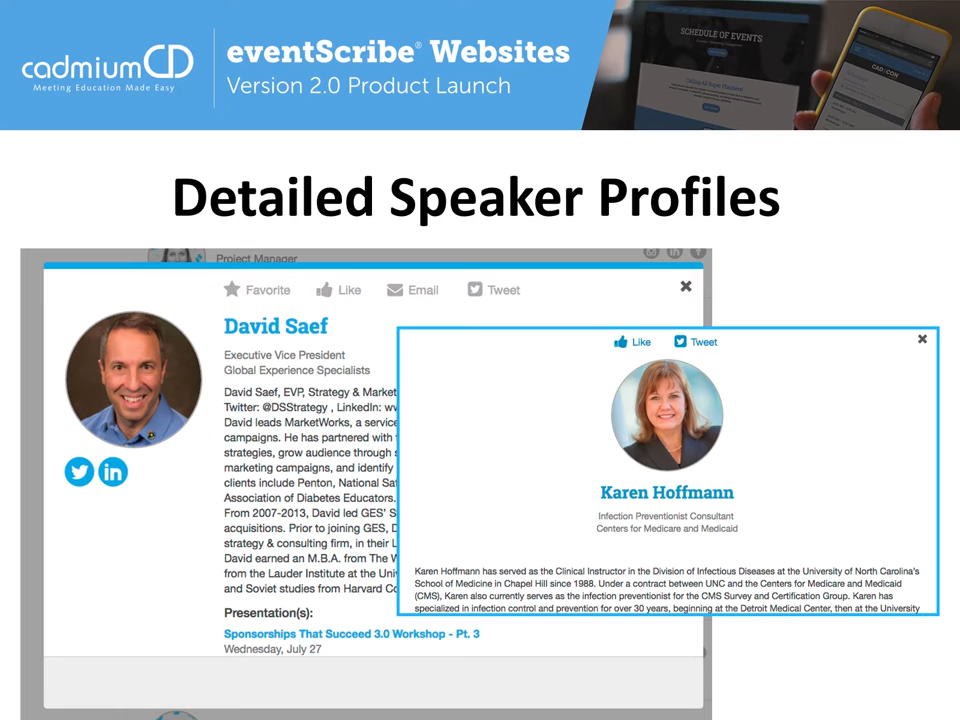 cadmiumCD
Meeting Education Made Easy
eventScribe® Websites
Version 2.0 Product Launch
SCHEDULE OF EVENTS
CADCON
Detailed Speaker Profiles
Project Manager
Favorite Like Email Tweet
David Saef
Executive Vice President
Global Experience Specialists
David Saef, EVP, Strategy & Market
Twitter: @DSStrategy , LinkedIn: ww
David leads MarketWorks, a service
campaigns. He has partnered with
strategies, grow audience through s
marketing campaigns, and identify
clients include Penton, National Sa
Association of Diabetes Educators.
From 2007-2013, David led GES' S
acquisitions. Prior to joining GES, D
strategy & consulting firm, in their L
David earned an M.B.A. from The W
from the Lauder Institute at the Univ
and Soviet studies from Harvard Co
Presentation(s):
Sponsorships That Succeed 3.0 Workshop - Pt. 3
Wednesday, July 27
Like Tweet
Karen Hoffmann
Infection Preventionist Consultant
Centers for Medicare and Medicaid
Karen Hoffmann has served as the Clinical Instructor in the Division of Infectious Diseases at the University of North Carolina's
School of Medicine in Chapel Hill since 1988. Under a contract between UNC and the Centers for Medicare and Medicaid
(CMS), Karen also currently serves as the infection preventionist for the CMS Survey and Certification Group. Karen has
specialized in infection control and prevention for over 30 years, beginning at the Detroit Medical Center, then at the University